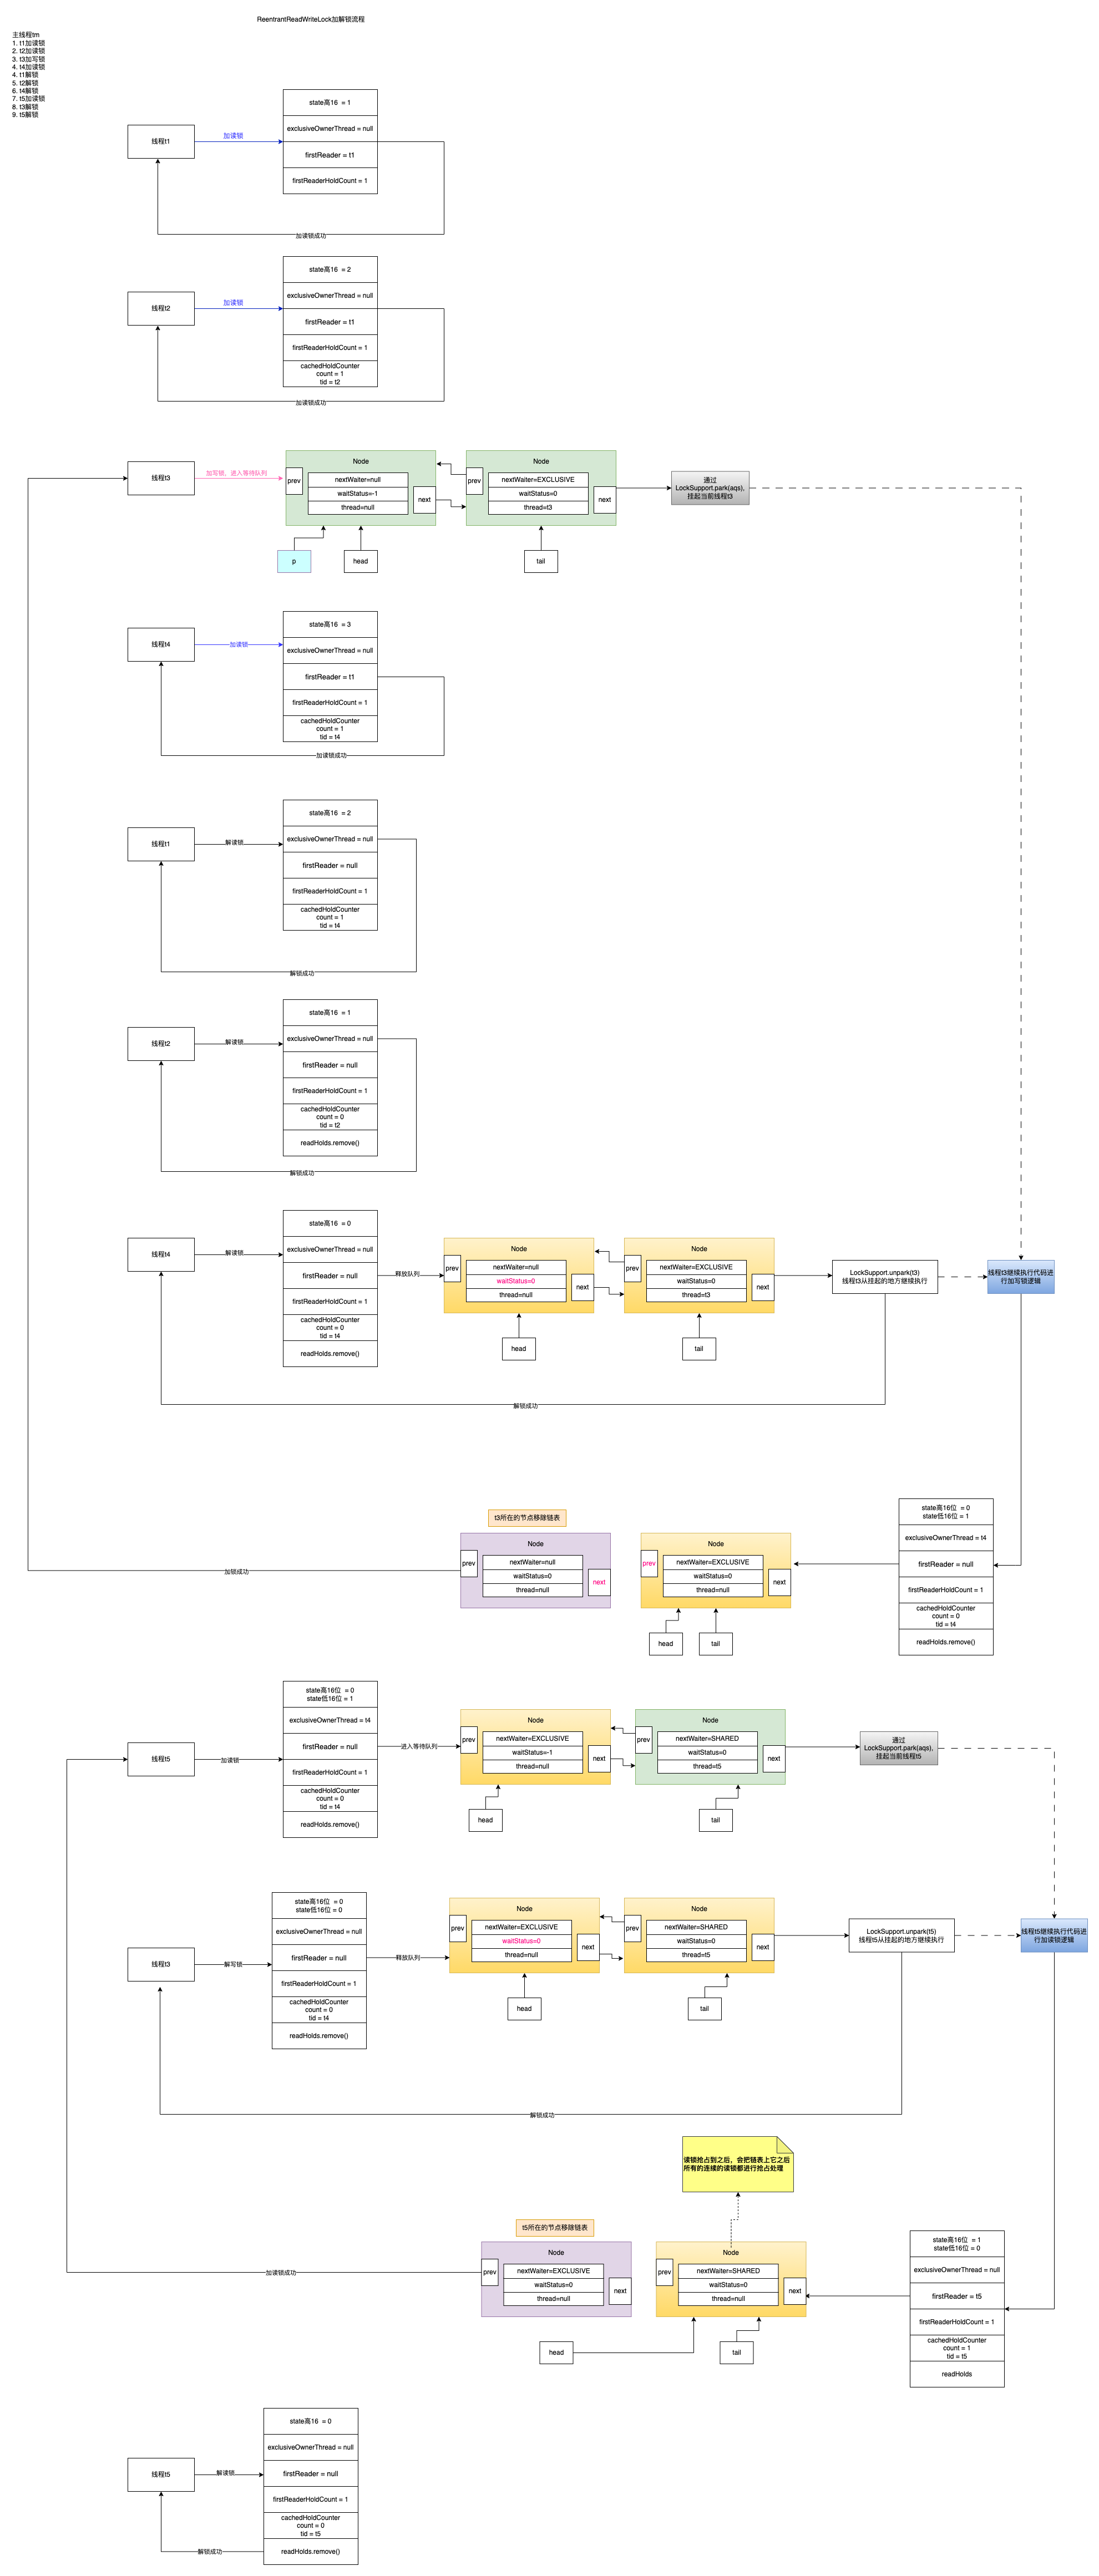 ReentrantReadWriteLock加解锁流程
主线程tm
1. t1加读锁
2. t2加读锁
3. t3加写锁
4. t4加读锁
4. t1解锁
5. t2解锁
6. t4解锁
7. t5加读锁
8. t3解锁
9. t5解锁
线程t1
加读锁
state高16 = 1
exclusiveOwnerThread = null
firstReader = t1
firstReaderHoldCount = 1
加读锁成功
线程t2
加读锁
state高16 = 2
exclusiveOwnerThread = null
firstReader = t1
firstReaderHoldCount = 1
cachedHoldCounter
count = 1
tid = t2
加读锁成功
线程t3
加写锁，进入等待队列
Node
prev
nextWaiter=null
waitStatus=-1
thread=null
next
p
head
Node
prev
nextWaiter=EXCLUSIVE
waitStatus=0
thread=t3
next
tail
通过
LockSupport.park(aqs),
挂起当前线程t3
线程t4
加读锁
state高16 = 3
exclusiveOwnerThread = null
firstReader = t1
firstReaderHoldCount = 1
cachedHoldCounter
count = 1
tid = t4
加读锁成功
线程t1
解读锁
state高16 = 2
exclusiveOwnerThread = null
firstReader = null
firstReaderHoldCount = 1
cachedHoldCounter
count = 1
tid = t4
解锁成功
线程t2
解读锁
state高16 = 1
exclusiveOwnerThread = null
firstReader = null
firstReaderHoldCount = 1
cachedHoldCounter
count = 0
tid = t2
readHolds.remove()
解锁成功
线程t4
解读锁
state高16 = 0
exclusiveOwnerThread = null
firstReader = null
firstReaderHoldCount = 1
cachedHoldCounter
count = 0
tid = t4
readHolds.remove()
释放队列
Node
prev
nextWaiter=null
waitStatus=0
thread=null
next
head
Node
prev
nextWaiter=EXCLUSIVE
waitStatus=0
thread=t3
next
tail
LockSupport.unpark(t3)
线程t3从挂起的地方继续执行
线程t3继续执行代码进
行加写锁逻辑
解锁成功
t3所在的节点移除链表
Node
prev
nextWaiter=null
waitStatus=0
thread=null
next
加锁成功
Node
prev
nextWaiter=EXCLUSIVE
waitStatus=0
thread=null
next
head
tail
state高16位 = 0
state低16位 = 1
exclusiveOwnerThread = t4
firstReader = null
firstReaderHoldCount = 1
cachedHoldCounter
count = 0
tid = t4
readHolds.remove()
线程t5
加读锁
state高16位 = 0
state低16位 = 1
exclusiveOwnerThread = t4
firstReader = null
firstReaderHoldCount = 1
cachedHoldCounter
count = 0
tid = t4
readHolds.remove()
进入等待队列
Node
prev
nextWaiter=EXCLUSIVE
waitStatus=-1
thread=null
next
head
Node
prev
nextWaiter=SHARED
waitStatus=0
thread=t5
next
tail
通过
LockSupport.park(aqs),
挂起当前线程t5
线程t3
解写锁
state高16位 = 0
state低16位 = 0
exclusiveOwnerThread = null
firstReader = null
firstReaderHoldCount = 1
cachedHoldCounter
count = 0
tid = t4
readHolds.remove()
释放队列
Node
prev
nextWaiter=EXCLUSIVE
waitStatus=0
thread=null
next
head
Node
prev
nextWaiter=SHARED
waitStatus=0
thread=t5
next
tail
LockSupport.unpark(t5)
线程t5从挂起的地方继续执行
线程t5继续执行代码进
行加读锁逻辑
解锁成功
读锁抢占到之后，会把链表上它之后
所有的连续的读锁都进行抢占处理
t5所在的节点移除链表
Node
prev
nextWaiter=EXCLUSIVE
waitStatus=0
thread=null
next
加读锁成功
Node
prev
nextWaiter=SHARED
waitStatus=0
thread=null
next
head
tail
state高16位 = 1
state低16位 = 0
exclusiveOwnerThread = null
firstReader = t5
firstReaderHoldCount = 1
cachedHoldCounter
count = 1
tid = t5
readHolds
线程t5
解读锁
state高16 = 0
exclusiveOwnerThread = null
firstReader = null
firstReaderHoldCount = 1
cachedHoldCounter
count = 0
tid = t5
readHolds.remove()
解锁成功